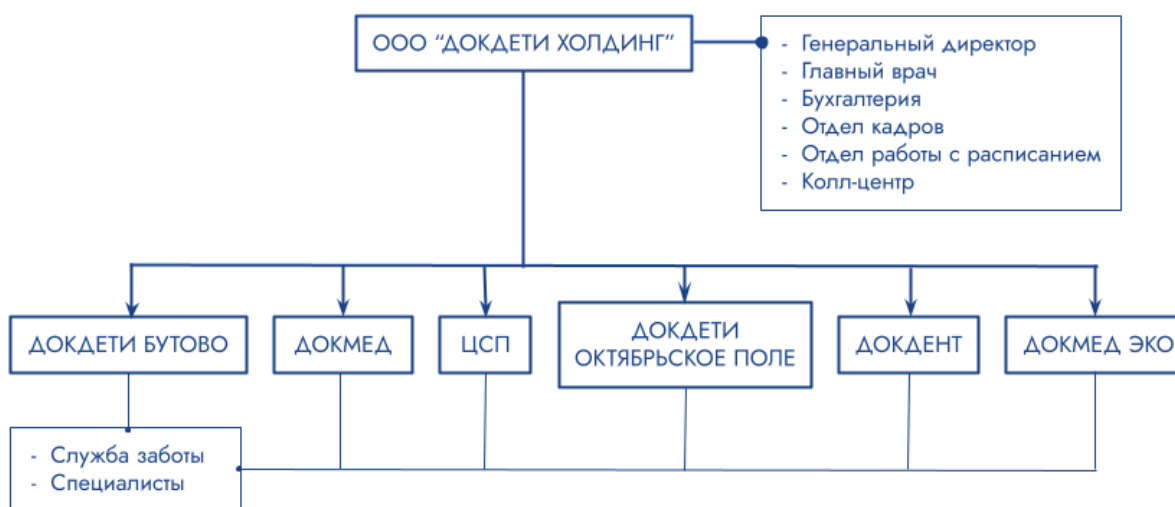 ООО “ДОКДЕТИ ХОЛДИНГ”
- Генеральный директор
- Главный врач
- Бухгалтерия
- Отдел кадров
- Отдел работы с расписанием
- Колл-центр
ДОКДЕТИ БУТОВО
ДОКМЕД
ЦСП
ДОКДЕТИ
ОКТЯБРЬСКОЕ ПОЛЕ
ДОКДЕНТ
ДОКМЕД ЭКО
- Служба заботы
- Специалисты